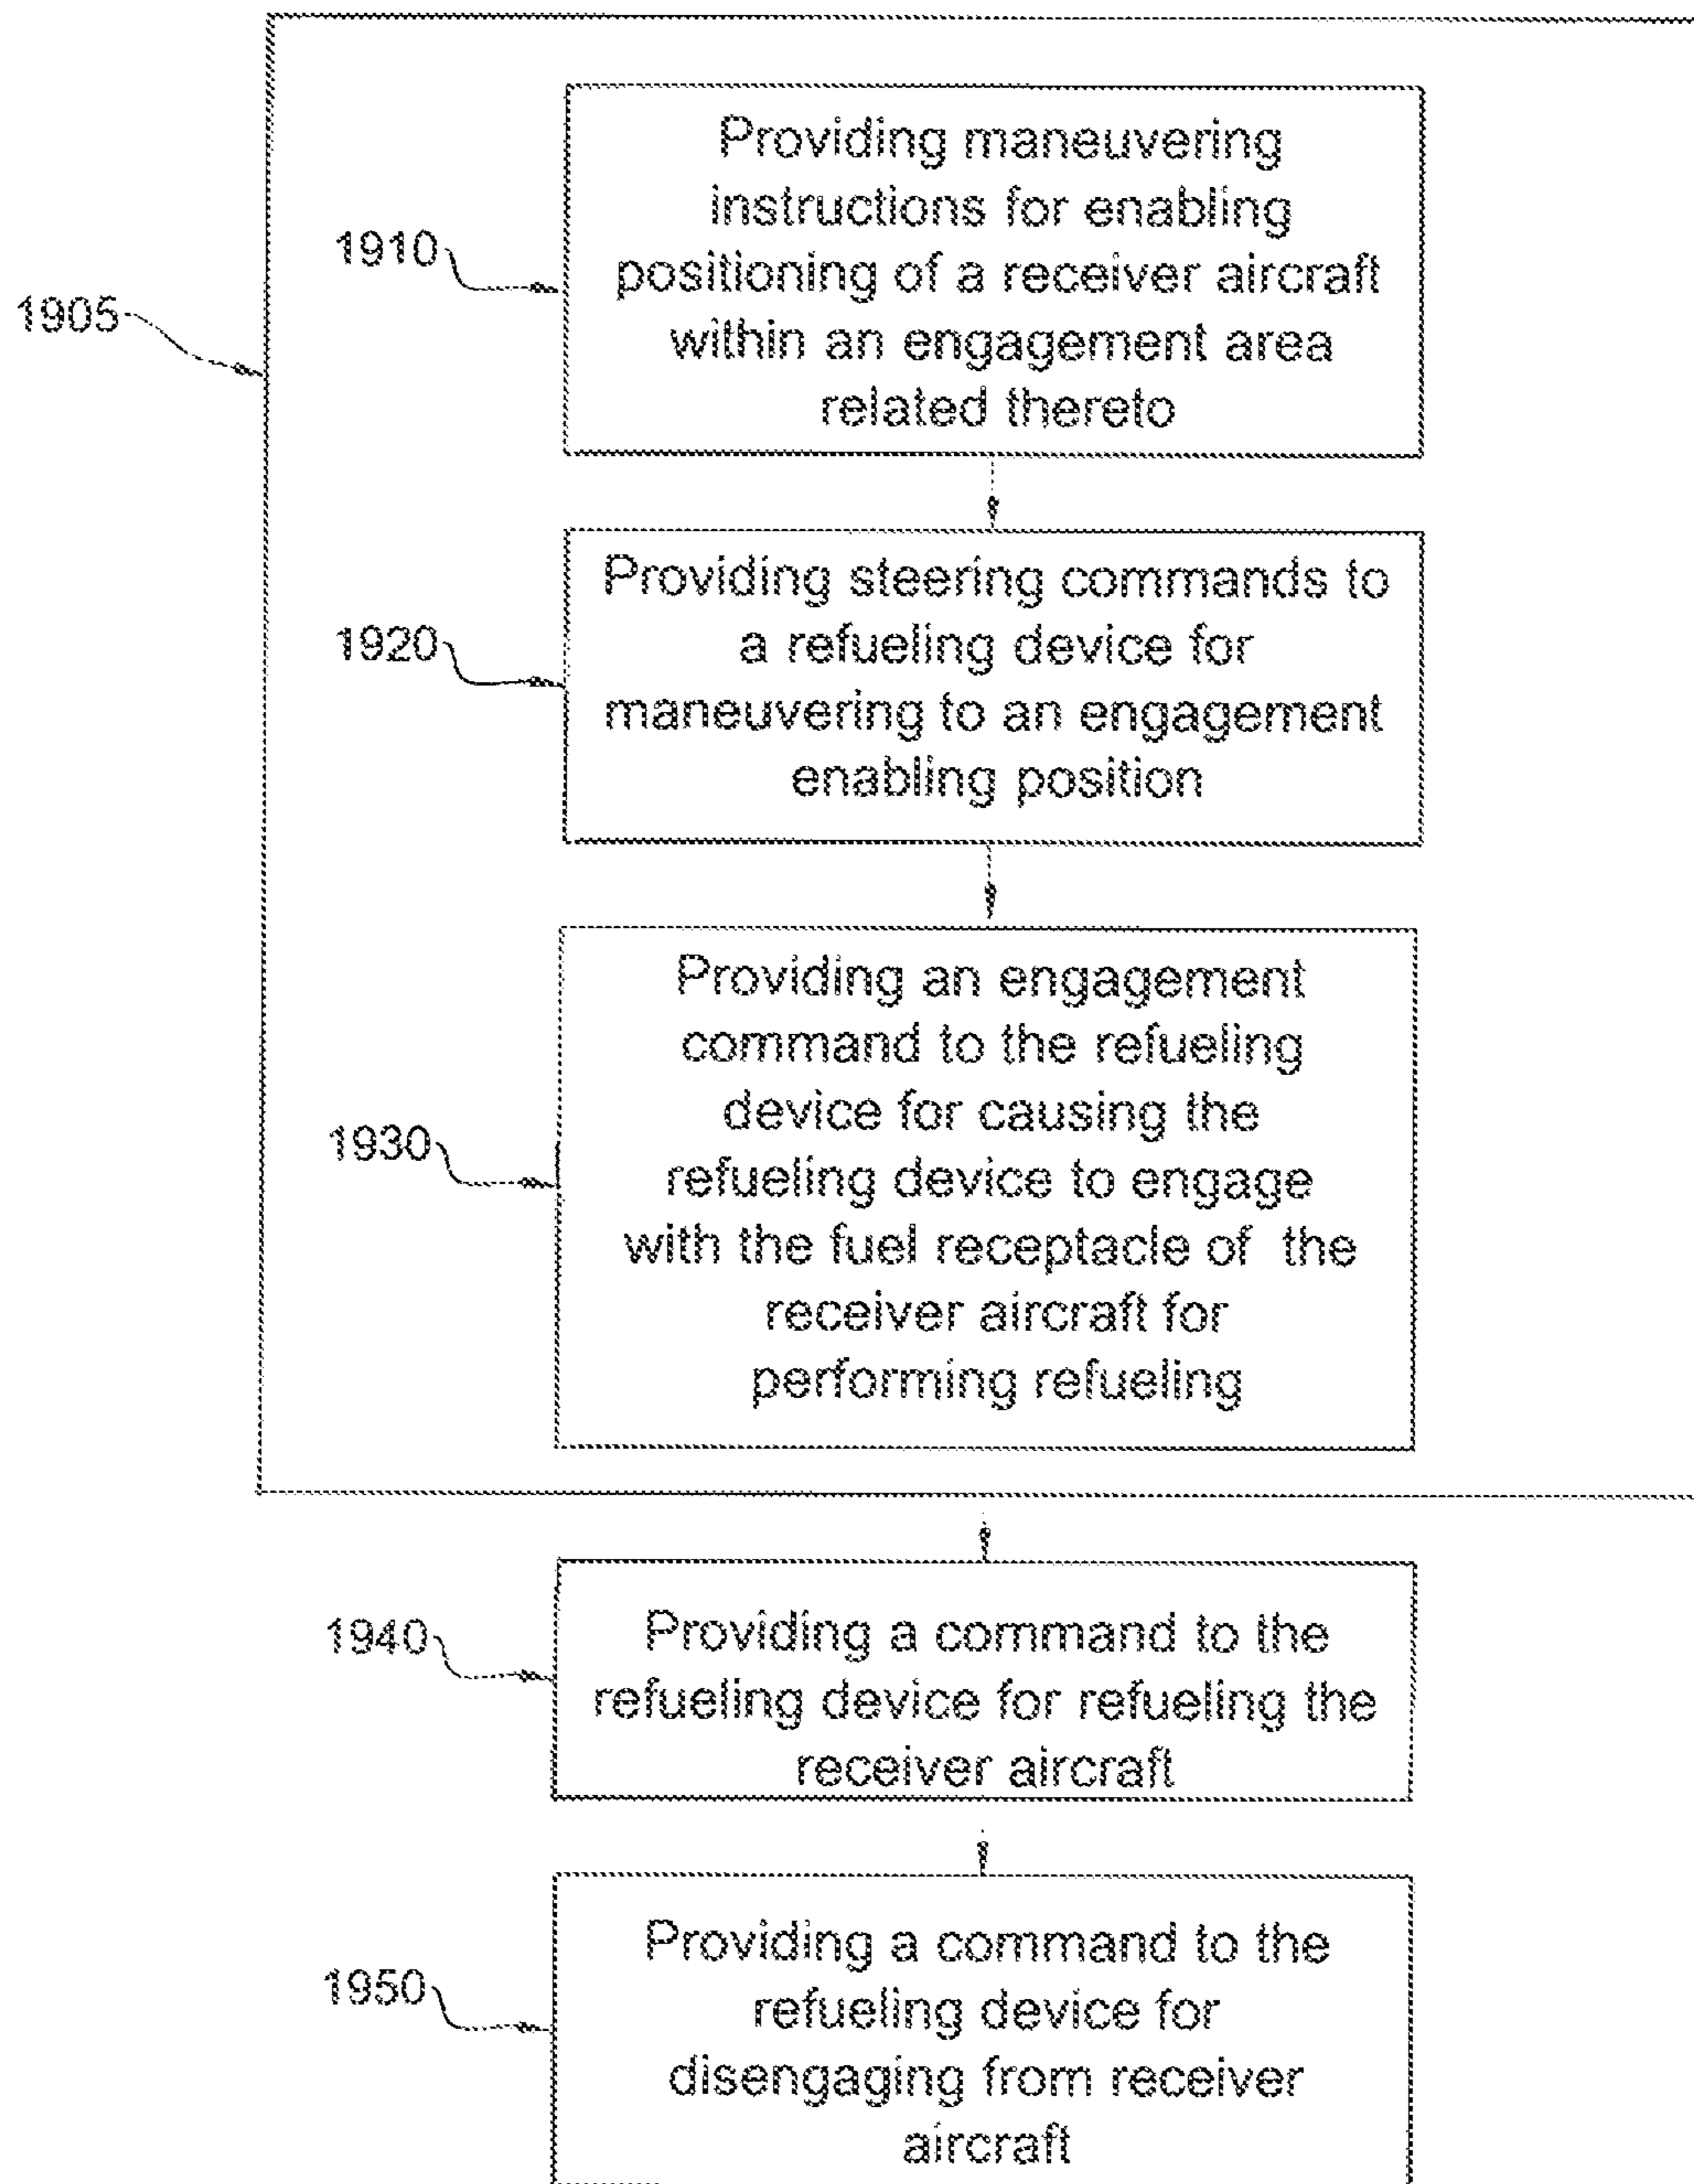 1905
1910
Providing maneuvering
instructions for enabling
positioning of a receiver aircraft
within an engagement area
related thereto
1920
Providing steering commands to
a refueling device for
maneuvering to an engagement
enabling position
1930
Providing an engagement
command to the refueling
device for causing the
refueling device to engage
with the fuel receptacle of the
receiver aircraft for
performing refueling
1940
Providing a command to the
refueling device for refueling the
receiver aircraft
1950
Providing a command to the
refueling device for
disengaging from receiver
aircraft